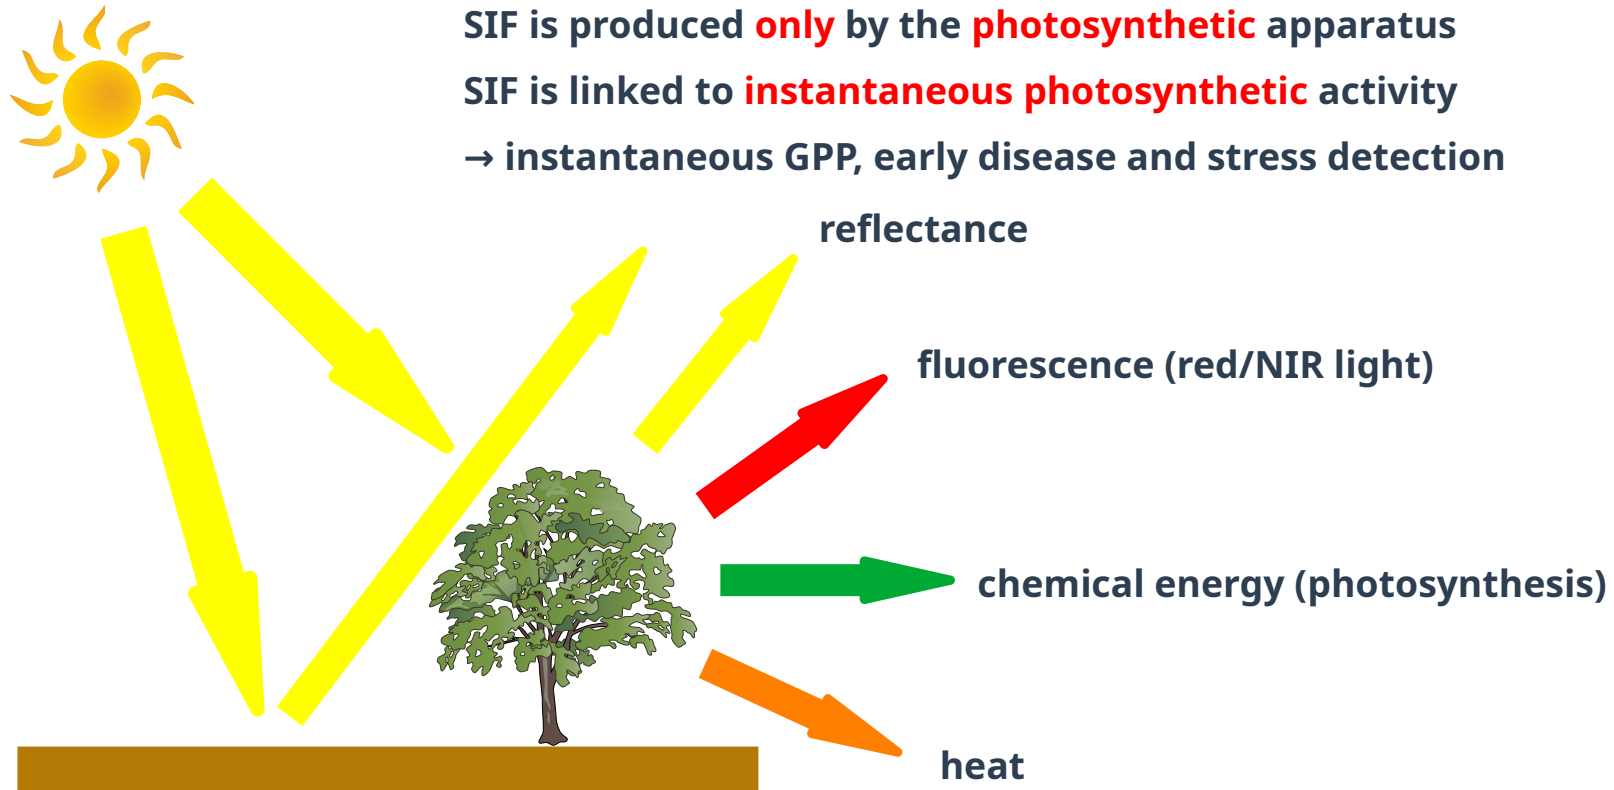 SIF is produced only by the photosynthetic apparatus
SIF is linked to instantaneous photosynthetic activity
→ instantaneous GPP, early disease and stress detection
reflectance
fluorescence (red/NIR light)
chemical energy (photosynthesis)
heat